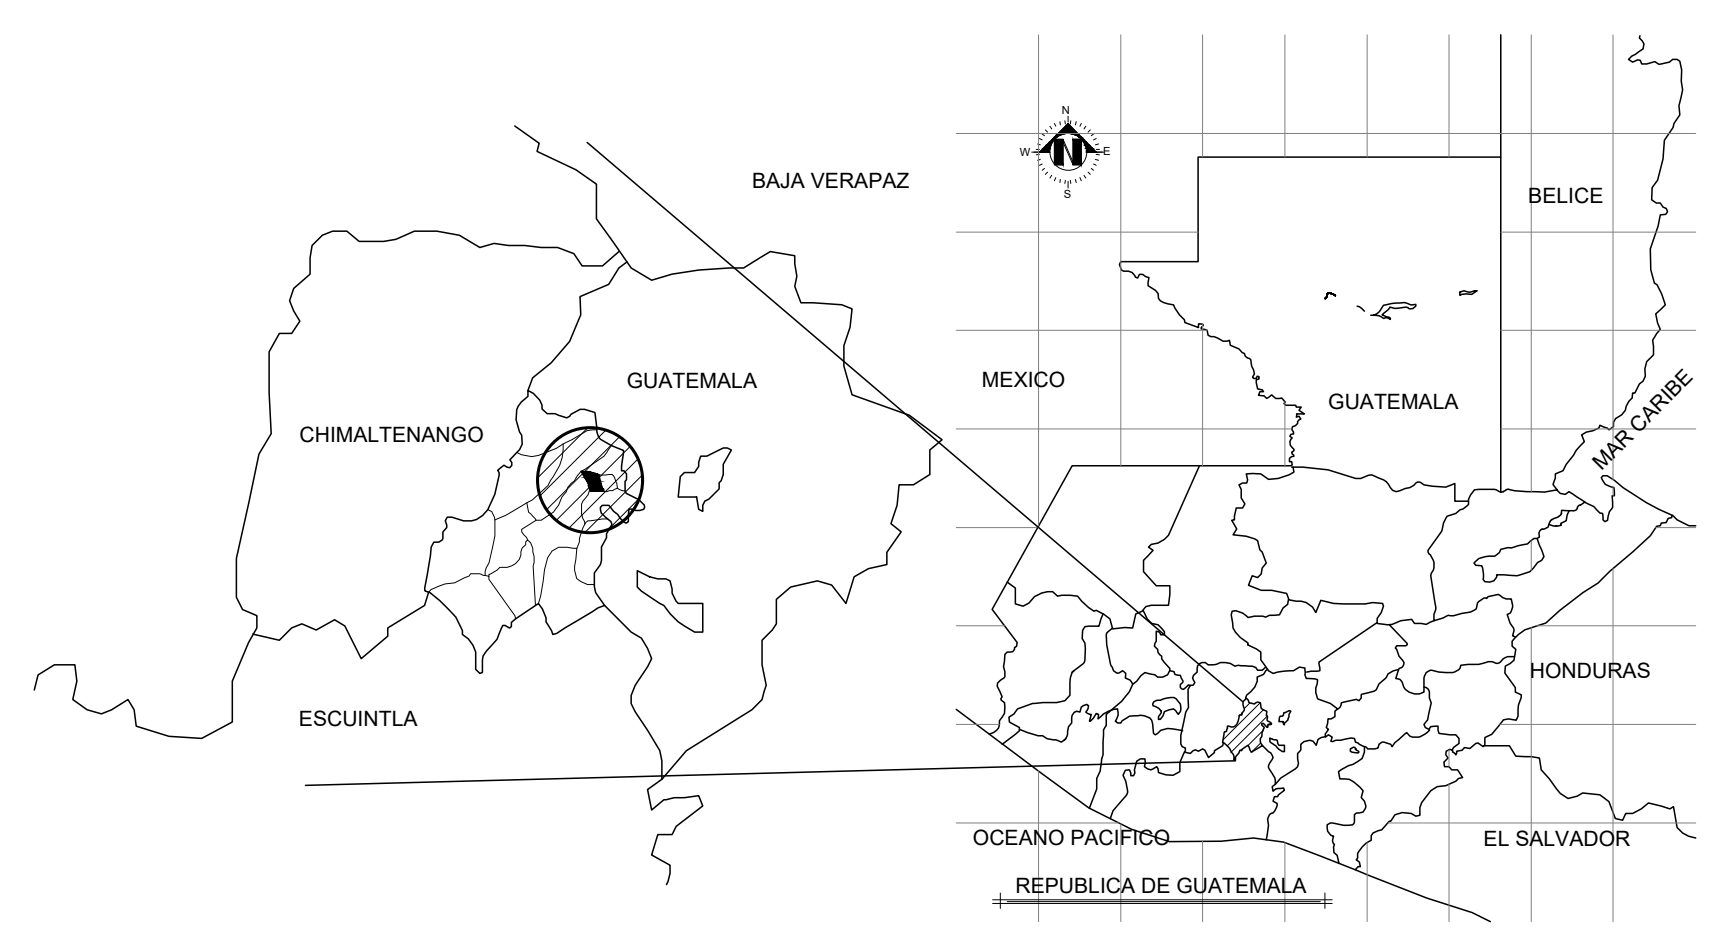 N
W
N
E
S
BAJA VERAPAZ
BELICE
GUATEMALA
MEXICO
GUATEMALA
MAR CARIBE
CHIMALTENANGO
HONDURAS
ESCUINTLA
OCEANO PACIFICO
EL SALVADOR
REPUBLICA DE GUATEMALA